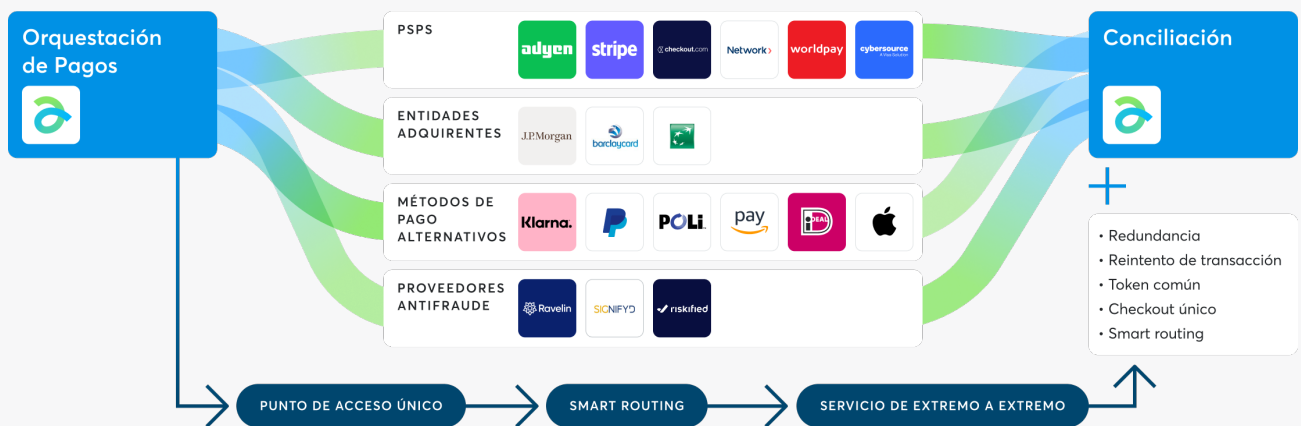 Orquestación
de Pagos
PSPS
adyen
stripe
checkout.com
Network
worldpay
cybersource
A Visa Solution
ENTIDADES
ADQUIRENTES
J.P.Morgan
barclaycard
MÉTODOS DE
PAGO
ALTERNATIVOS
Klarna.
POLi
pay
iDEAL
PROVEEDORES
ANTIFRAUDE
Ravelin
SIGNIFYD
riskified
Conciliación
• Redundancia
• Reintento de transacción
• Token común
• Checkout único
• Smart routing
PUNTO DE ACCESO ÚNICO
SMART ROUTING
SERVICIO DE EXTREMO A EXTREMO